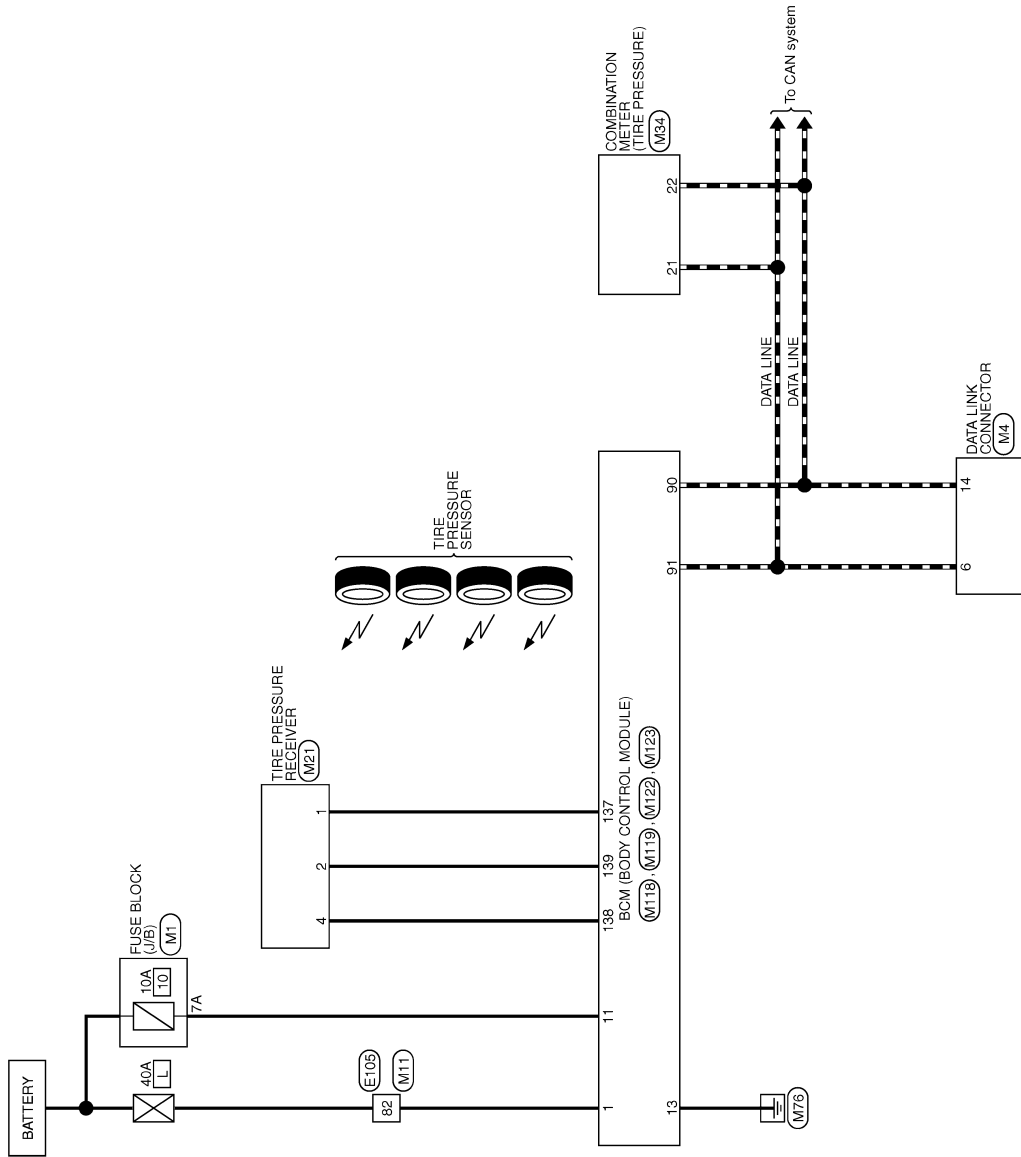 BATTERY
40A
L
10A
10
FUSE BLOCK
(J/B)
M1
7A
E105
M11
82
TIRE PRESSURE
RECEIVER
M21
4
2
1
TIRE
PRESSURE
SENSOR
COMBINATION
METER
(TIRE PRESSURE)
M34
21
22
1
11
138
139
137
BCM (BODY CONTROL MODULE)
M118 , M119 , M122 , M123
13
91
90
M76
DATA LINE
DATA LINE
To CAN system
6
14
DATA LINK
CONNECTOR
M4